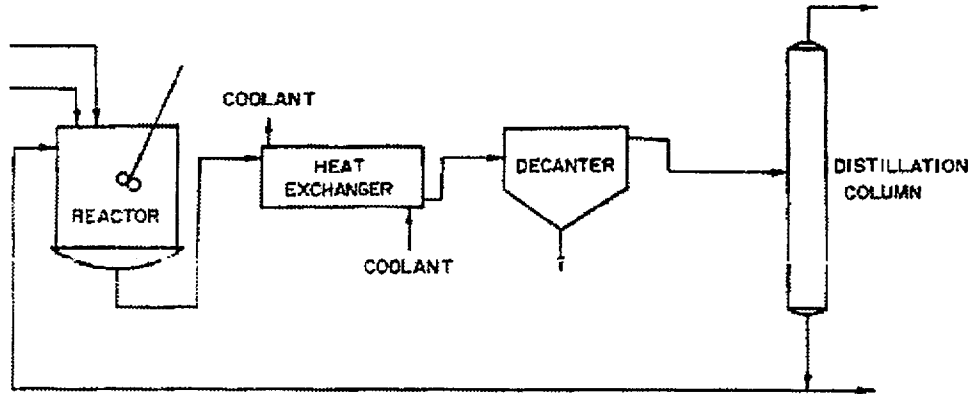 COOLANT
HEAT
EXCHANGER
DECANTER
DISTILLATION
COLUMN
REACTOR
COOLANT